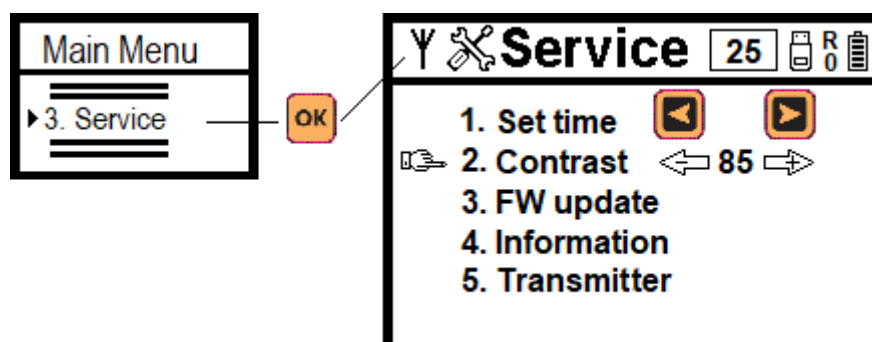 Main Menu
3. Service
OK
Service 25 R 0
1. Set time
2. Contrast 85
3. FW update
4. Information
5. Transmitter